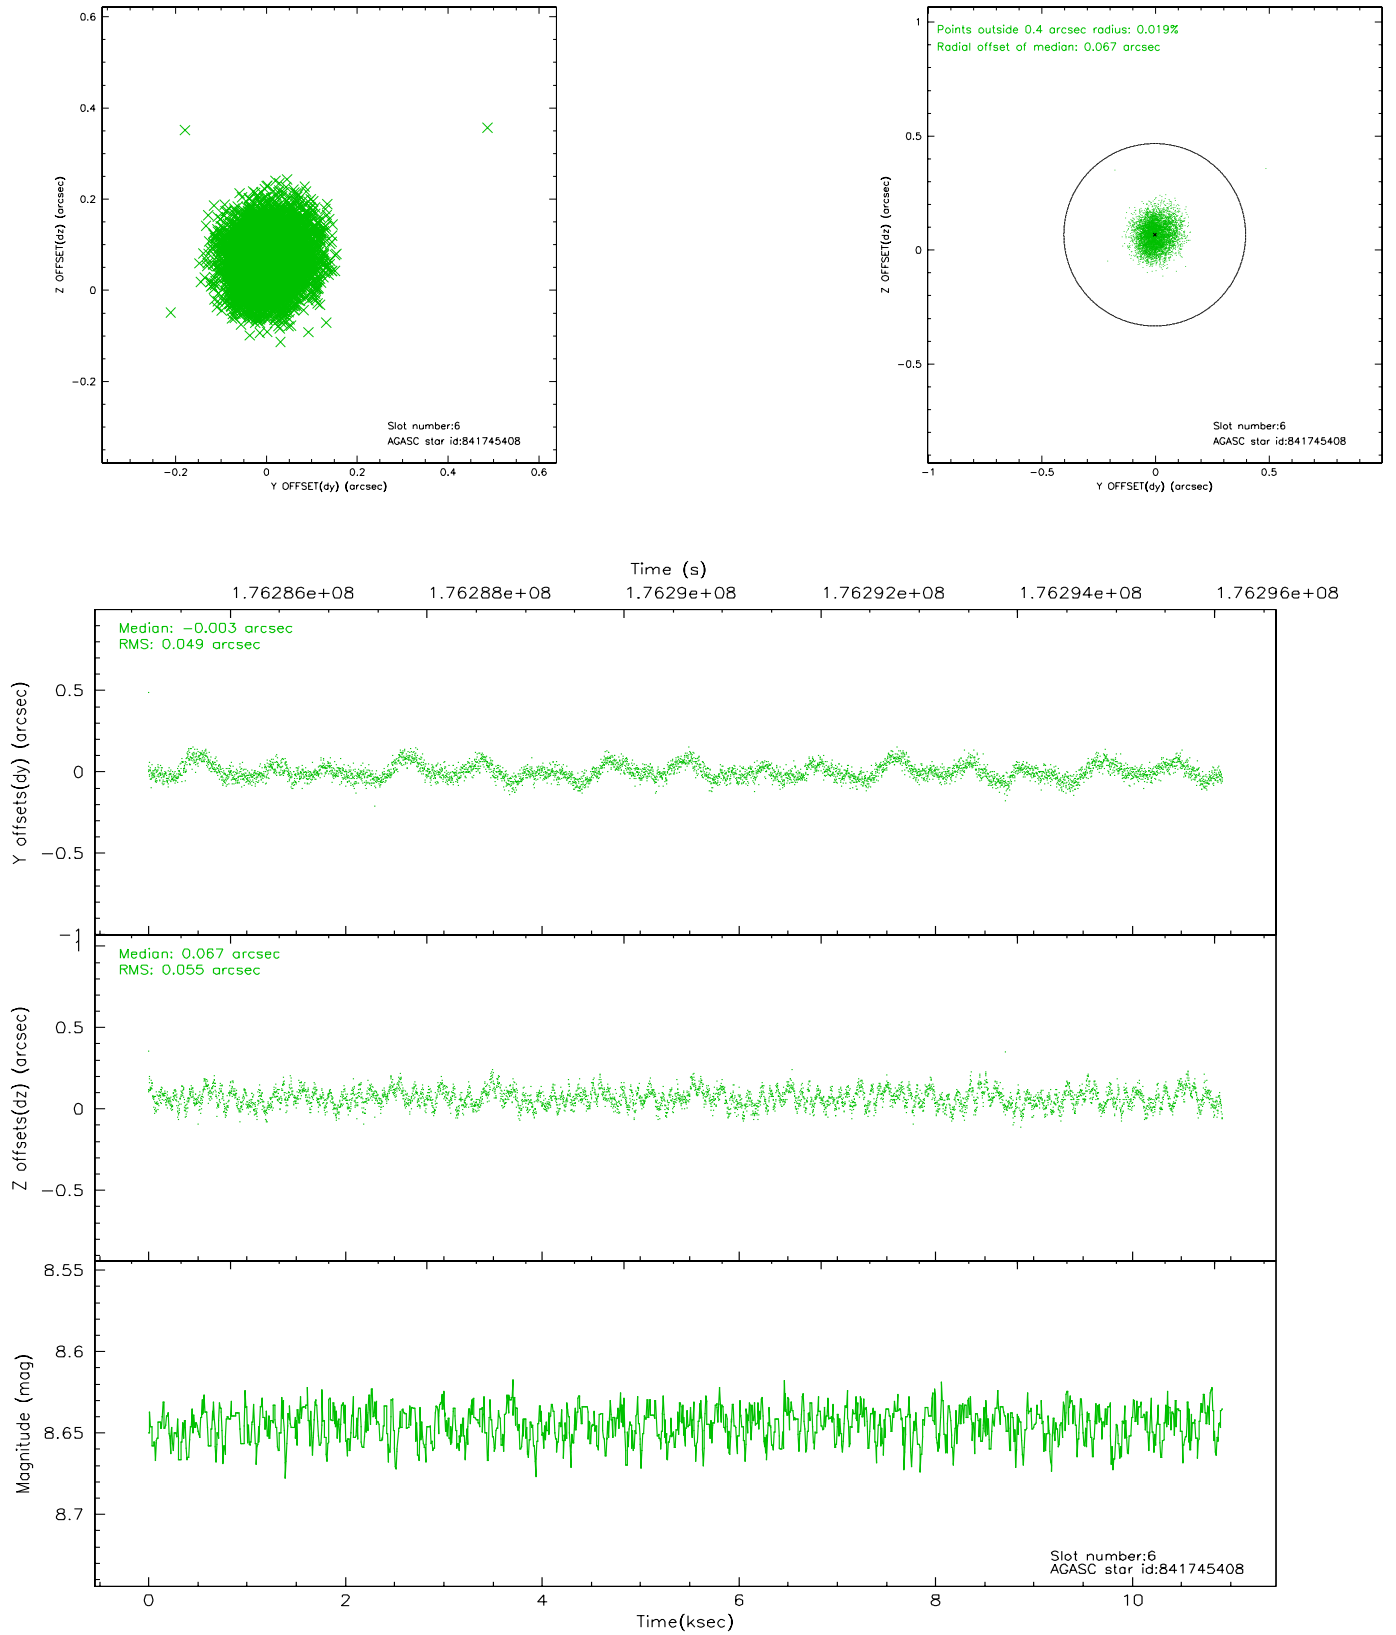 0.6
0.4
0.2
0
−0.2
Z OFFSET(dz) (arcsec)
Slot number:6
AGASC star id:841745408
−0.2 0 0.2 0.4 0.6
Y OFFSET(dy) (arcsec)
Points outside 0.4 arcsec radius: 0.019%
Radial offset of median: 0.067 arcsec
1
0.5
0
−0.5
Z OFFSET(dz) (arcsec)
Slot number:6
AGASC star id:841745408
−1 −0.5 0 0.5
Y OFFSET(dy) (arcsec)
Time (s)
1.76286e+08 1.76288e+08 1.7629e+08 1.76292e+08 1.76294e+08 1.76296e+08
Median: −0.003 arcsec
RMS: 0.049 arcsec
0.5
0
−0.5
−1
Y offsets(dy) (arcsec)
Median: 0.067 arcsec
RMS: 0.055 arcsec
1
0.5
0
−0.5
Z offsets(dz) (arcsec)
8.55
8.6
8.65
8.7
Magnitude (mag)
Slot number:6
AGASC star id:841745408
0 2 4 6 8 10
Time(ksec)